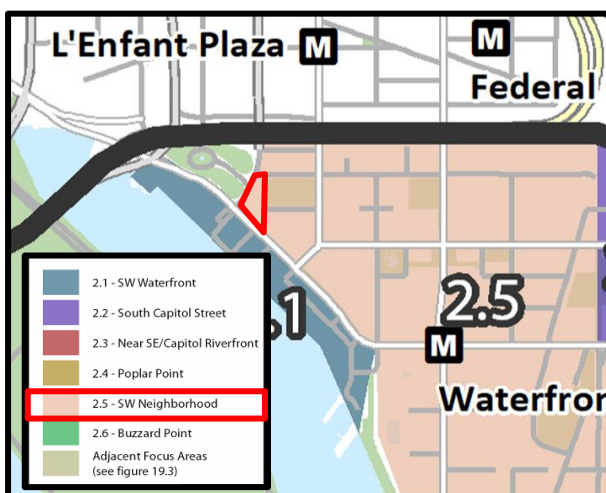 L'Enfant Plaza M
M
Federal
.1
2.5
M
Waterfror
2.1 - SW Waterfront
2.2 - South Capitol Street
2.3 - Near SE/Capitol Riverfront
2.4 - Poplar Point
2.5 - SW Neighborhood
2.6 - Buzzard Point
Adjacent Focus Areas
(see figure 19.3)